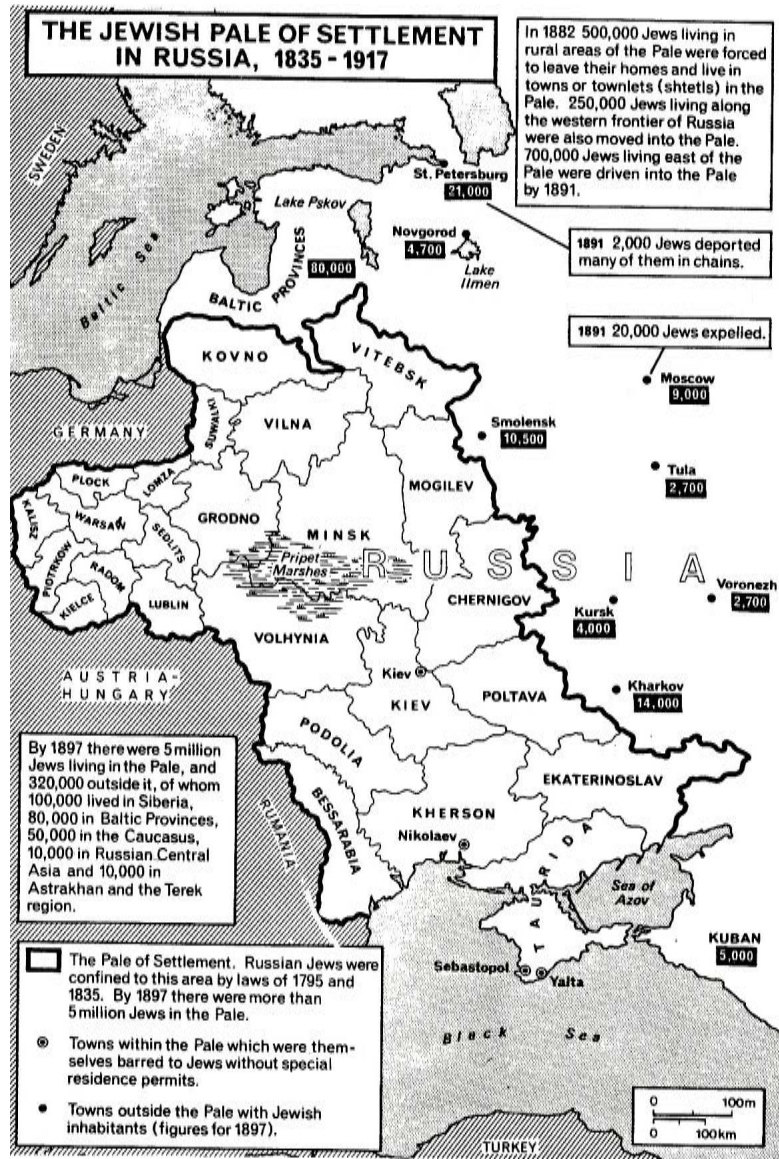 THE JEWISH PALE OF SETTLEMENT
IN RUSSIA, 1835 - 1917
In 1882 500,000 Jews living in
rural areas of the Pale were forced
to leave their homes and live in
towns or townlets (shtetls) in the
Pale. 250,000 Jews living along
the western frontier of Russia
were also moved into the Pale.
700,000 Jews living east of the
Pale were driven into the Pale
by 1891.
SWEDEN
St. Petersburg
21,000
Lake Pskov
Novgorod
4,700
Lake
Ilmen
1891 2,000 Jews deported
many of them in chains.
Baltic Sea
BALTIC PROVINCES
80,000
1891 20,000 Jews expelled.
KOVNO
VITEBSK
Moscow
9,000
SUWALKI
VILNA
Smolensk
10,500
GERMANY
Tula
2,700
PLOCK
LOMZA
MOGILEV
KALISZ
WARSAW
GRODNO
SEDLITS
MINSK
PIOTRKOW
RADOM
Pripet
Marshes
RUSSIA
KIELCE
LUBLIN
CHERNIGOV
Voronezh
2,700
Kursk
4,000
VOLHYNIA
AUSTRIA-
HUNGARY
Kiev
KIEV
POLTAVA
Kharkov
14,000
PODOLIA
By 1897 there were 5 million
Jews living in the Pale, and
320,000 outside it, of whom
100,000 lived in Siberia,
80,000 in Baltic Provinces,
50,000 in the Caucasus,
10,000 in Russian Central
Asia and 10,000 in
Astrakhan and the Terek
region.
EKATERINOSLAV
BESSARABIA
RUMANIA
KHERSON
Nikolaev
TAURIDA
Sea of
Azov
KUBAN
5,000
Sebastopol
Yalta
Black Sea
The Pale of Settlement. Russian Jews were
confined to this area by laws of 1795 and
1835. By 1897 there were more than
5 million Jews in the Pale.
Towns within the Pale which were them-
selves barred to Jews without special
residence permits.
Towns outside the Pale with Jewish
inhabitants (figures for 1897).
0 100m
0 100km
TURKEY